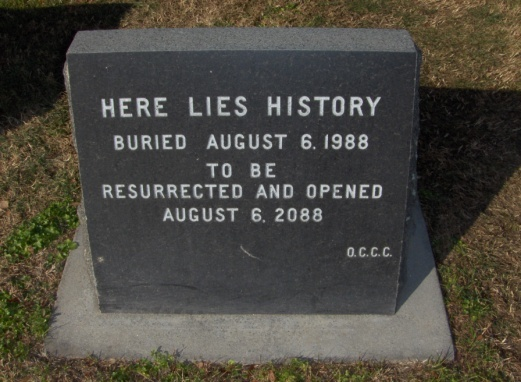 HERE LIES HISTORY
BURIED AUGUST 6, 1988
TO BE
RESURRECTED AND OPENED
AUGUST 6, 2088
O.C.C.C.